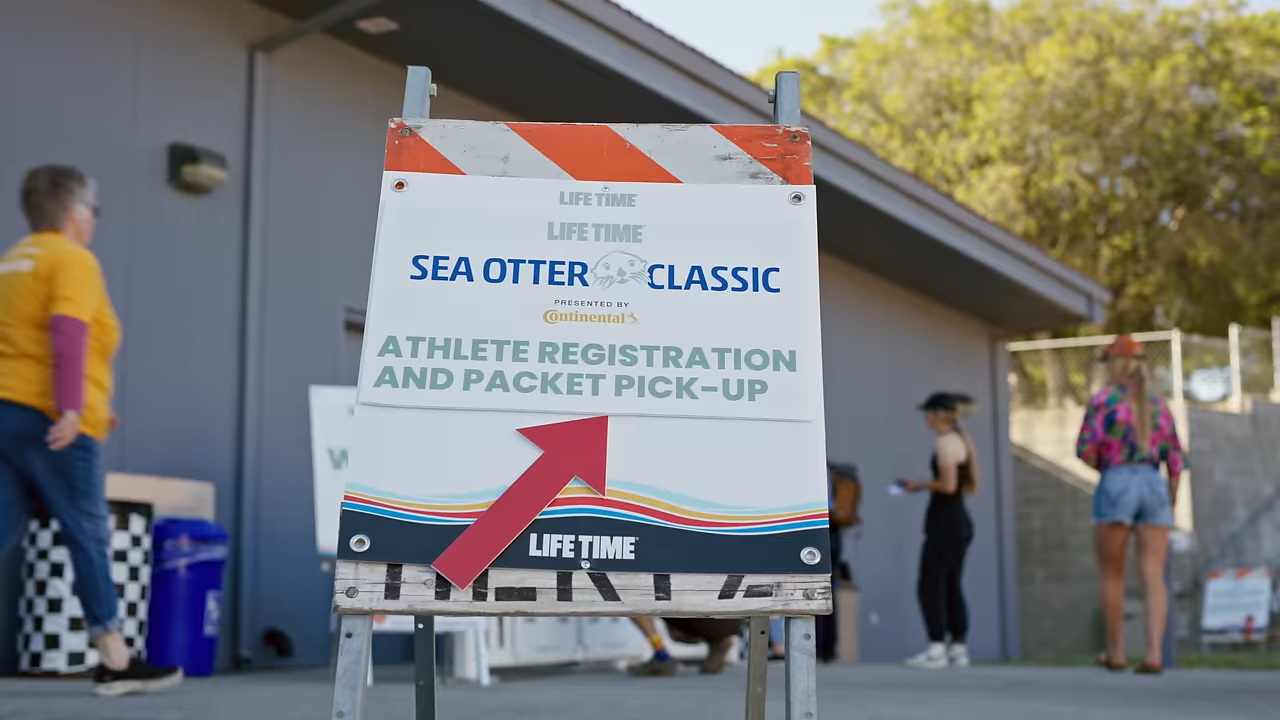 LIFE TIME
LIFE TIME
SEA OTTER CLASSIC
PRESENTED BY
Continental
ATHLETE REGISTRATION
AND PACKET PICK-UP
LIFE TIME
W